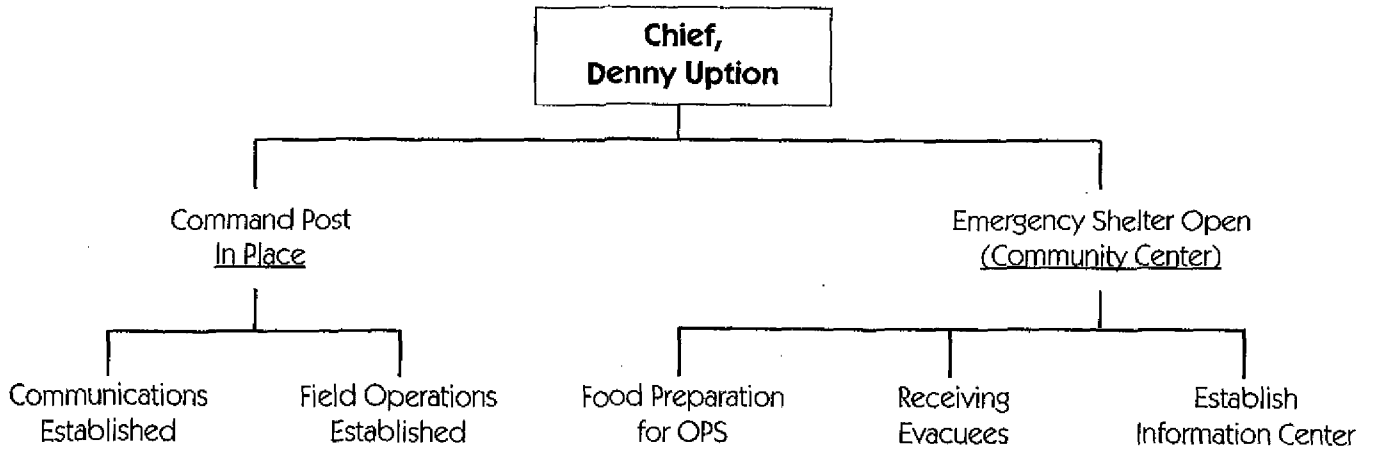 Chief,
Denny Uption
Command Post
In Place
Emergency Shelter Open
(Community Center)
Communications
Established
Field Operations
Established
Food Preparation
for OPS
Receiving
Evacuees
Establish
Information Center